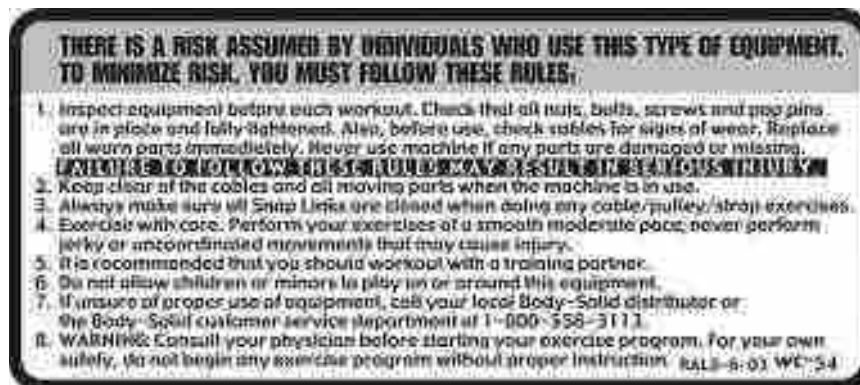 THERE IS A RISK ASSUMED BY INDIVIDUALS WHO USE THIS TYPE OF EQUIPMENT.
TO MINIMIZE RISK, YOU MUST FOLLOW THESE RULES:
1. Inspect equipment before each workout. Check that all nuts, bolts, screws and pop pins
are in place and fully tightened. Also, before use, check cables for signs of wear. Replace
all worn parts immediately. Never use machine if any parts are damaged or missing.
FAILURE TO FOLLOW THESE RULES MAY RESULT IN SERIOUS INJURY.
2. Keep clear of the cables and all moving parts when the machine is in use.
3. Always make sure all Snap Links are closed when doing any cable/pulley/strap exercises.
4. Exercise with care. Perform your exercises at a smooth moderate pace; never perform
jerky or uncoordinated movements that may cause injury.
5. It is recommended that you should workout with a training partner.
6. Do not allow children or minors to play on or around this equipment.
7. If unsure of proper use of equipment, call your local Body-Solid distributor or
the Body-Solid customer service department at
8. WARNING: Consult your physician before starting your exercise program. For your own
safety, do not begin any exercise program without proper instruction.